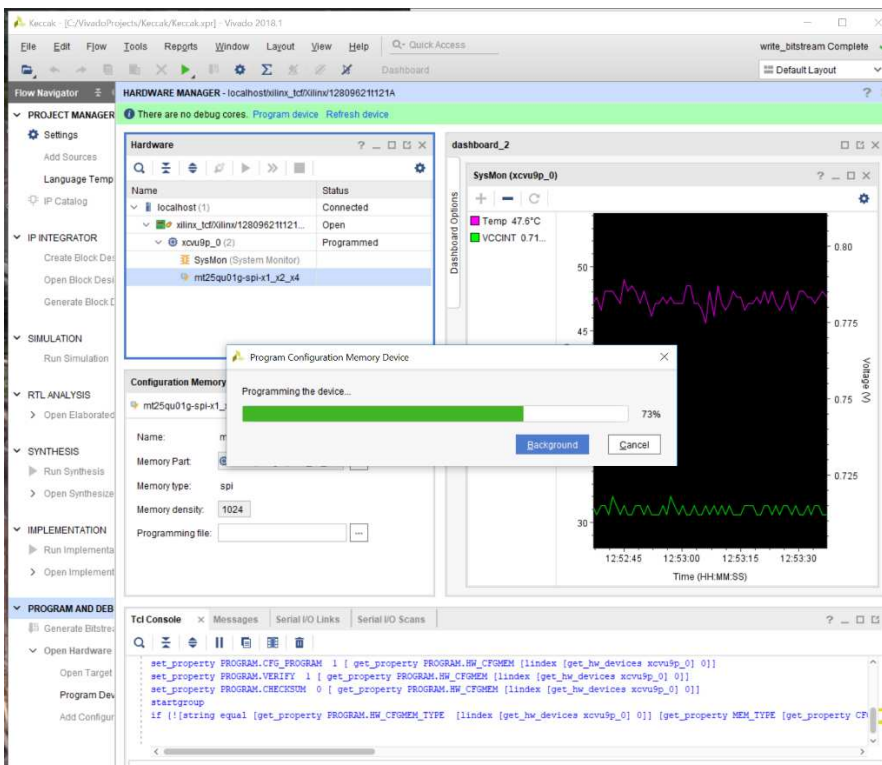 Keccak - [C:/VivadoProjects/Keccak/Keccak.xpr] - Vivado 2018.1
File Edit Flow Tools Reports Window Layout View Help Quick Access
write_bitstream Complete
Dashboard
Default Layout
Flow Navigator
HARDWARE MANAGER - localhost/xilinx_tcf/Xilinx/12809621t121A
There are no debug cores. Program device Refresh device
PROJECT MANAGER
Settings
Add Sources
Language Temp
IP Catalog
IP INTEGRATOR
Create Block Des
Open Block Desi
Generate Block D
SIMULATION
Run Simulation
RTL ANALYSIS
Open Elaborated
SYNTHESIS
Run Synthesis
Open Synthesize
IMPLEMENTATION
Run Implementa
Open Implement
PROGRAM AND DEB
Generate Bitstrea
Open Hardware
Open Target
Program Dev
Add Configur
Hardware
Name Status
localhost (1) Connected
xilinx_tcf/Xilinx/12809621t121... Open
xcvu9p_0 (2) Programmed
SysMon (System Monitor)
mt25qu01g-spi-x1_x2_x4
dashboard_2
Dashboard Options
SysMon (xcvu9p_0)
Temp 47.6°C
VCCINT 0.71...
50
45
30
0.80
0.775
0.75
0.725
Voltage (V)
12:52:45 12:53:00 12:53:15 12:53:30
Time (HH:MM:SS)
Program Configuration Memory Device
Programming the device...
73%
Background Cancel
Configuration Memory
mt25qu01g-spi-x1_
Name: m
Memory Part:
Memory type: spi
Memory density: 1024
Programming file:
Tcl Console Messages Serial I/O Links Serial I/O Scans
set_property PROGRAM.CFG_PROGRAM 1 [ get_property PROGRAM.HW_CFGMEM [lindex [get_hw_devices xcvu9p_0] 0]]
set_property PROGRAM.VERIFY 1 [ get_property PROGRAM.HW_CFGMEM [lindex [get_hw_devices xcvu9p_0] 0]]
set_property PROGRAM.CHECKSUM 0 [ get_property PROGRAM.HW_CFGMEM [lindex [get_hw_devices xcvu9p_0] 0]]
startgroup
if {![string equal [get_property PROGRAM.HW_CFGMEM_TYPE [lindex [get_hw_devices xcvu9p_0] 0]] [get_property MEM_TYPE [get_property CF